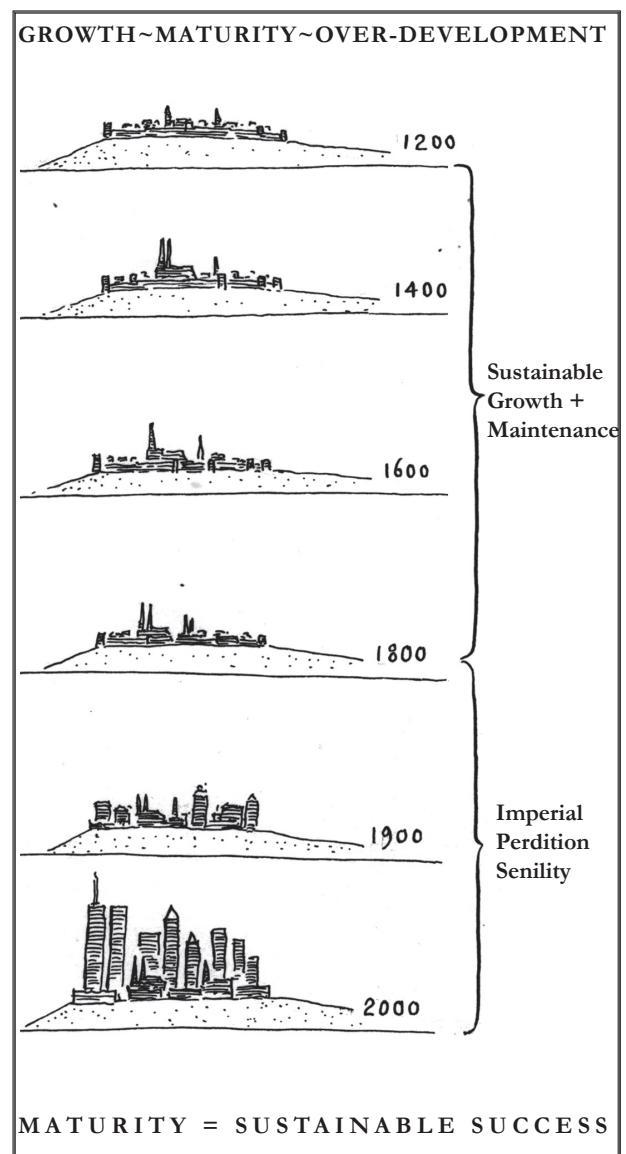 GROWTH~MATURITY~OVER-DEVELOPMENT
1200
1400
Sustainable
Growth +
Maintenance
1600
1800
1900
Imperial
Perdition
Senility
2000
MATURITY = SUSTAINABLE SUCCESS